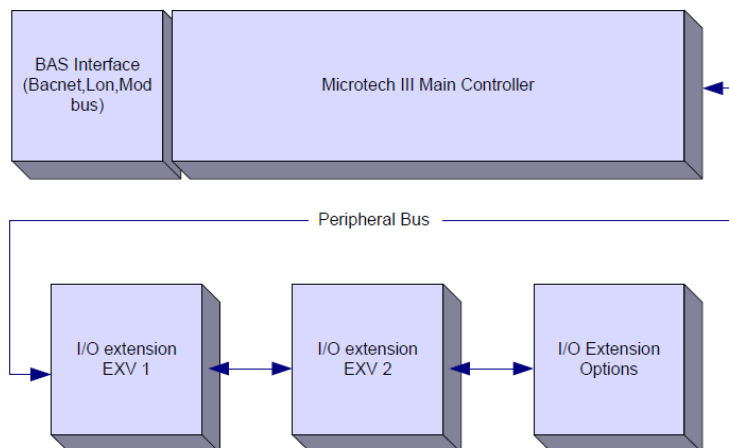 BAS Interface
(Bacnet,Lon,Mod
bus)
Microtech III Main Controller
Peripheral Bus
I/O extension
EXV 1
I/O extension
EXV 2
I/O Extension
Options